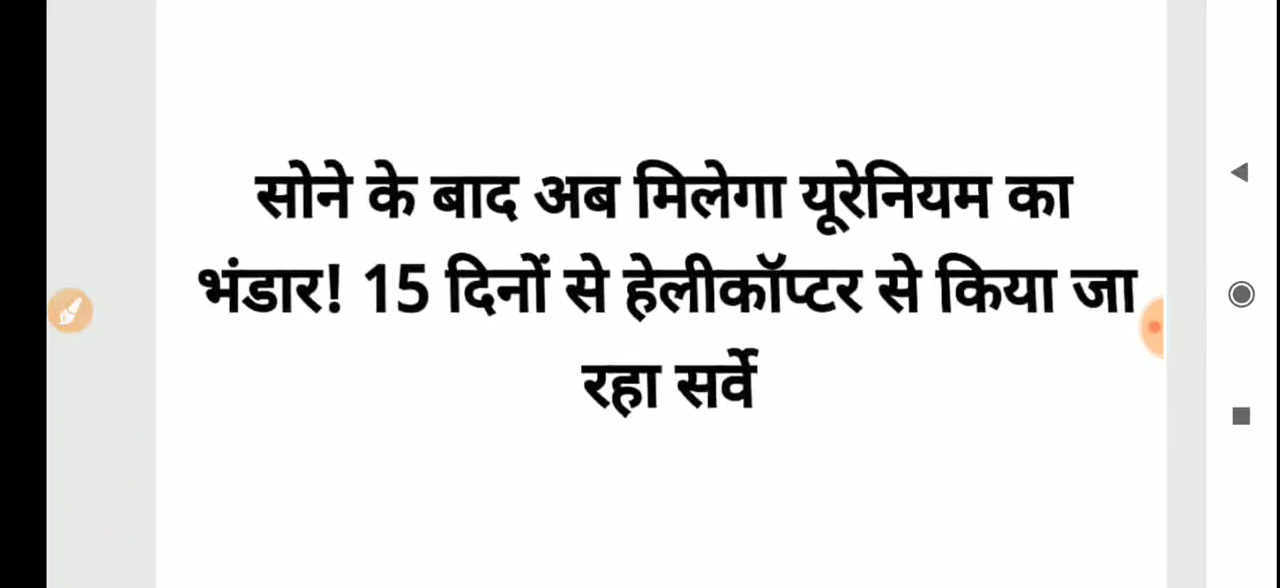 सोने के बाद अब मिलेगा यूरेनियम का
भंडार! 15 दिनों से हेलीकॉप्टर से किया जा
रहा सर्वे